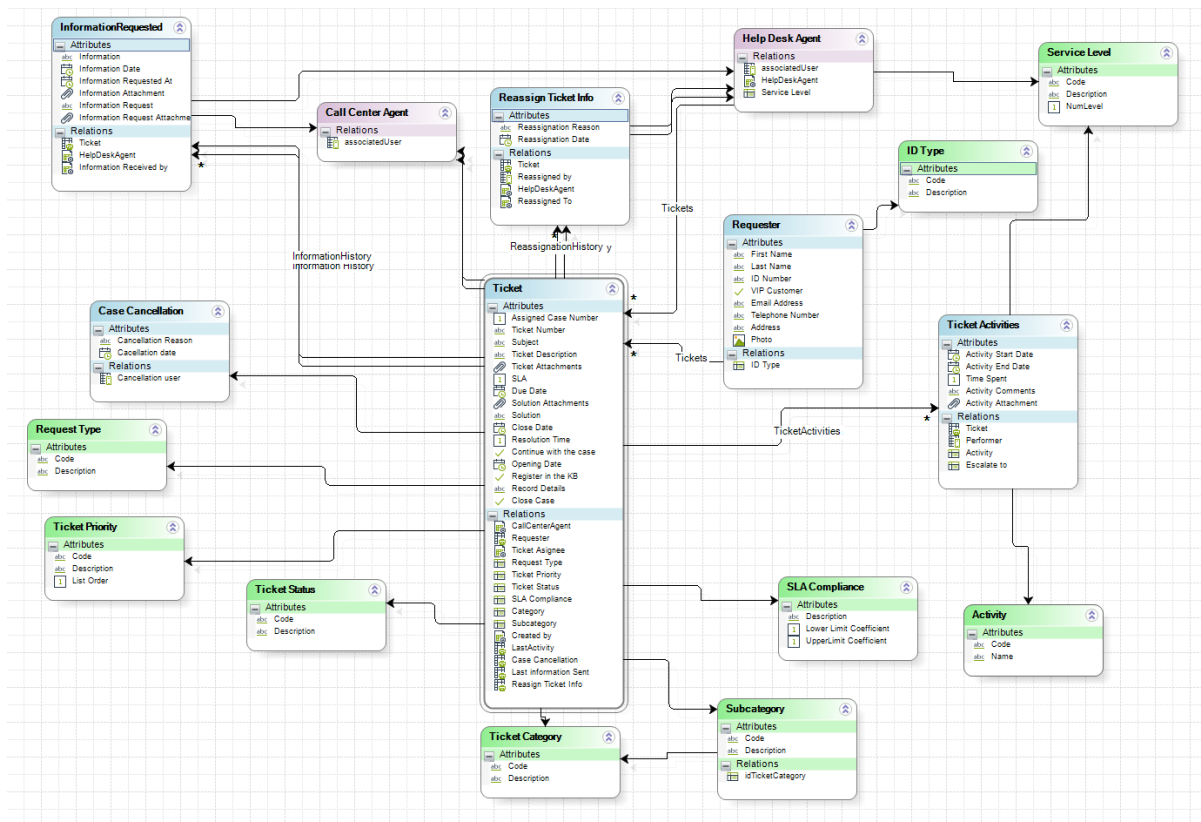 InformationRequested
Attributes
Information
Information Date
Information Requested At
Information Attachment
Information Request
Information Request Attachme
Relations
Ticket
HelpDeskAgent
Information Received by
*
Call Center Agent
Relations
associatedUser
Reassign Ticket Info
Attributes
Reassignation Reason
Reassignation Date
Relations
Ticket
Reassigned by
HelpDeskAgent
Reassigned To
*
ReassignationHistory y
Help Desk Agent
Relations
associatedUser
HelpDeskAgent
Service Level
Service Level
Attributes
Code
Description
NumLevel
ID Type
Attributes
Code
Description
Tickets
*
Requester
Attributes
First Name
Last Name
ID Number
VIP Customer
Email Address
Telephone Number
Address
Photo
Relations
ID Type
Tickets
*
InformationHistory
Information History
Case Cancellation
Attributes
Cancellation Reason
Cacellation date
Relations
Cancellation user
Ticket
Attributes
Assigned Case Number
Ticket Number
Subject
Ticket Description
Ticket Attachments
SLA
Due Date
Solution Attachments
Solution
Close Date
Resolution Time
Continue with the case
Opening Date
Register in the KB
Record Details
Close Case
Relations
CallCenterAgent
Requester
Ticket Asignee
Request Type
Ticket Priority
Ticket Status
SLA Compliance
Category
Subcategory
Created by
LastActivity
Case Cancellation
Last information Sent
Reasign Ticket Info
Ticket Activities
Attributes
Activity Start Date
Activity End Date
Time Spent
Activity Comments
Activity Attachment
Relations
Ticket
Performer
Activity
Escalate to
TicketActivities
*
Request Type
Attributes
Code
Description
Ticket Priority
Attributes
Code
Description
List Order
Ticket Status
Attributes
Code
Description
SLA Compliance
Attributes
Description
Lower Limit Coefficient
UpperLimit Coefficient
Activity
Attributes
Code
Name
Subcategory
Attributes
Code
Description
Relations
idTicketCategory
Ticket Category
Attributes
Code
Description